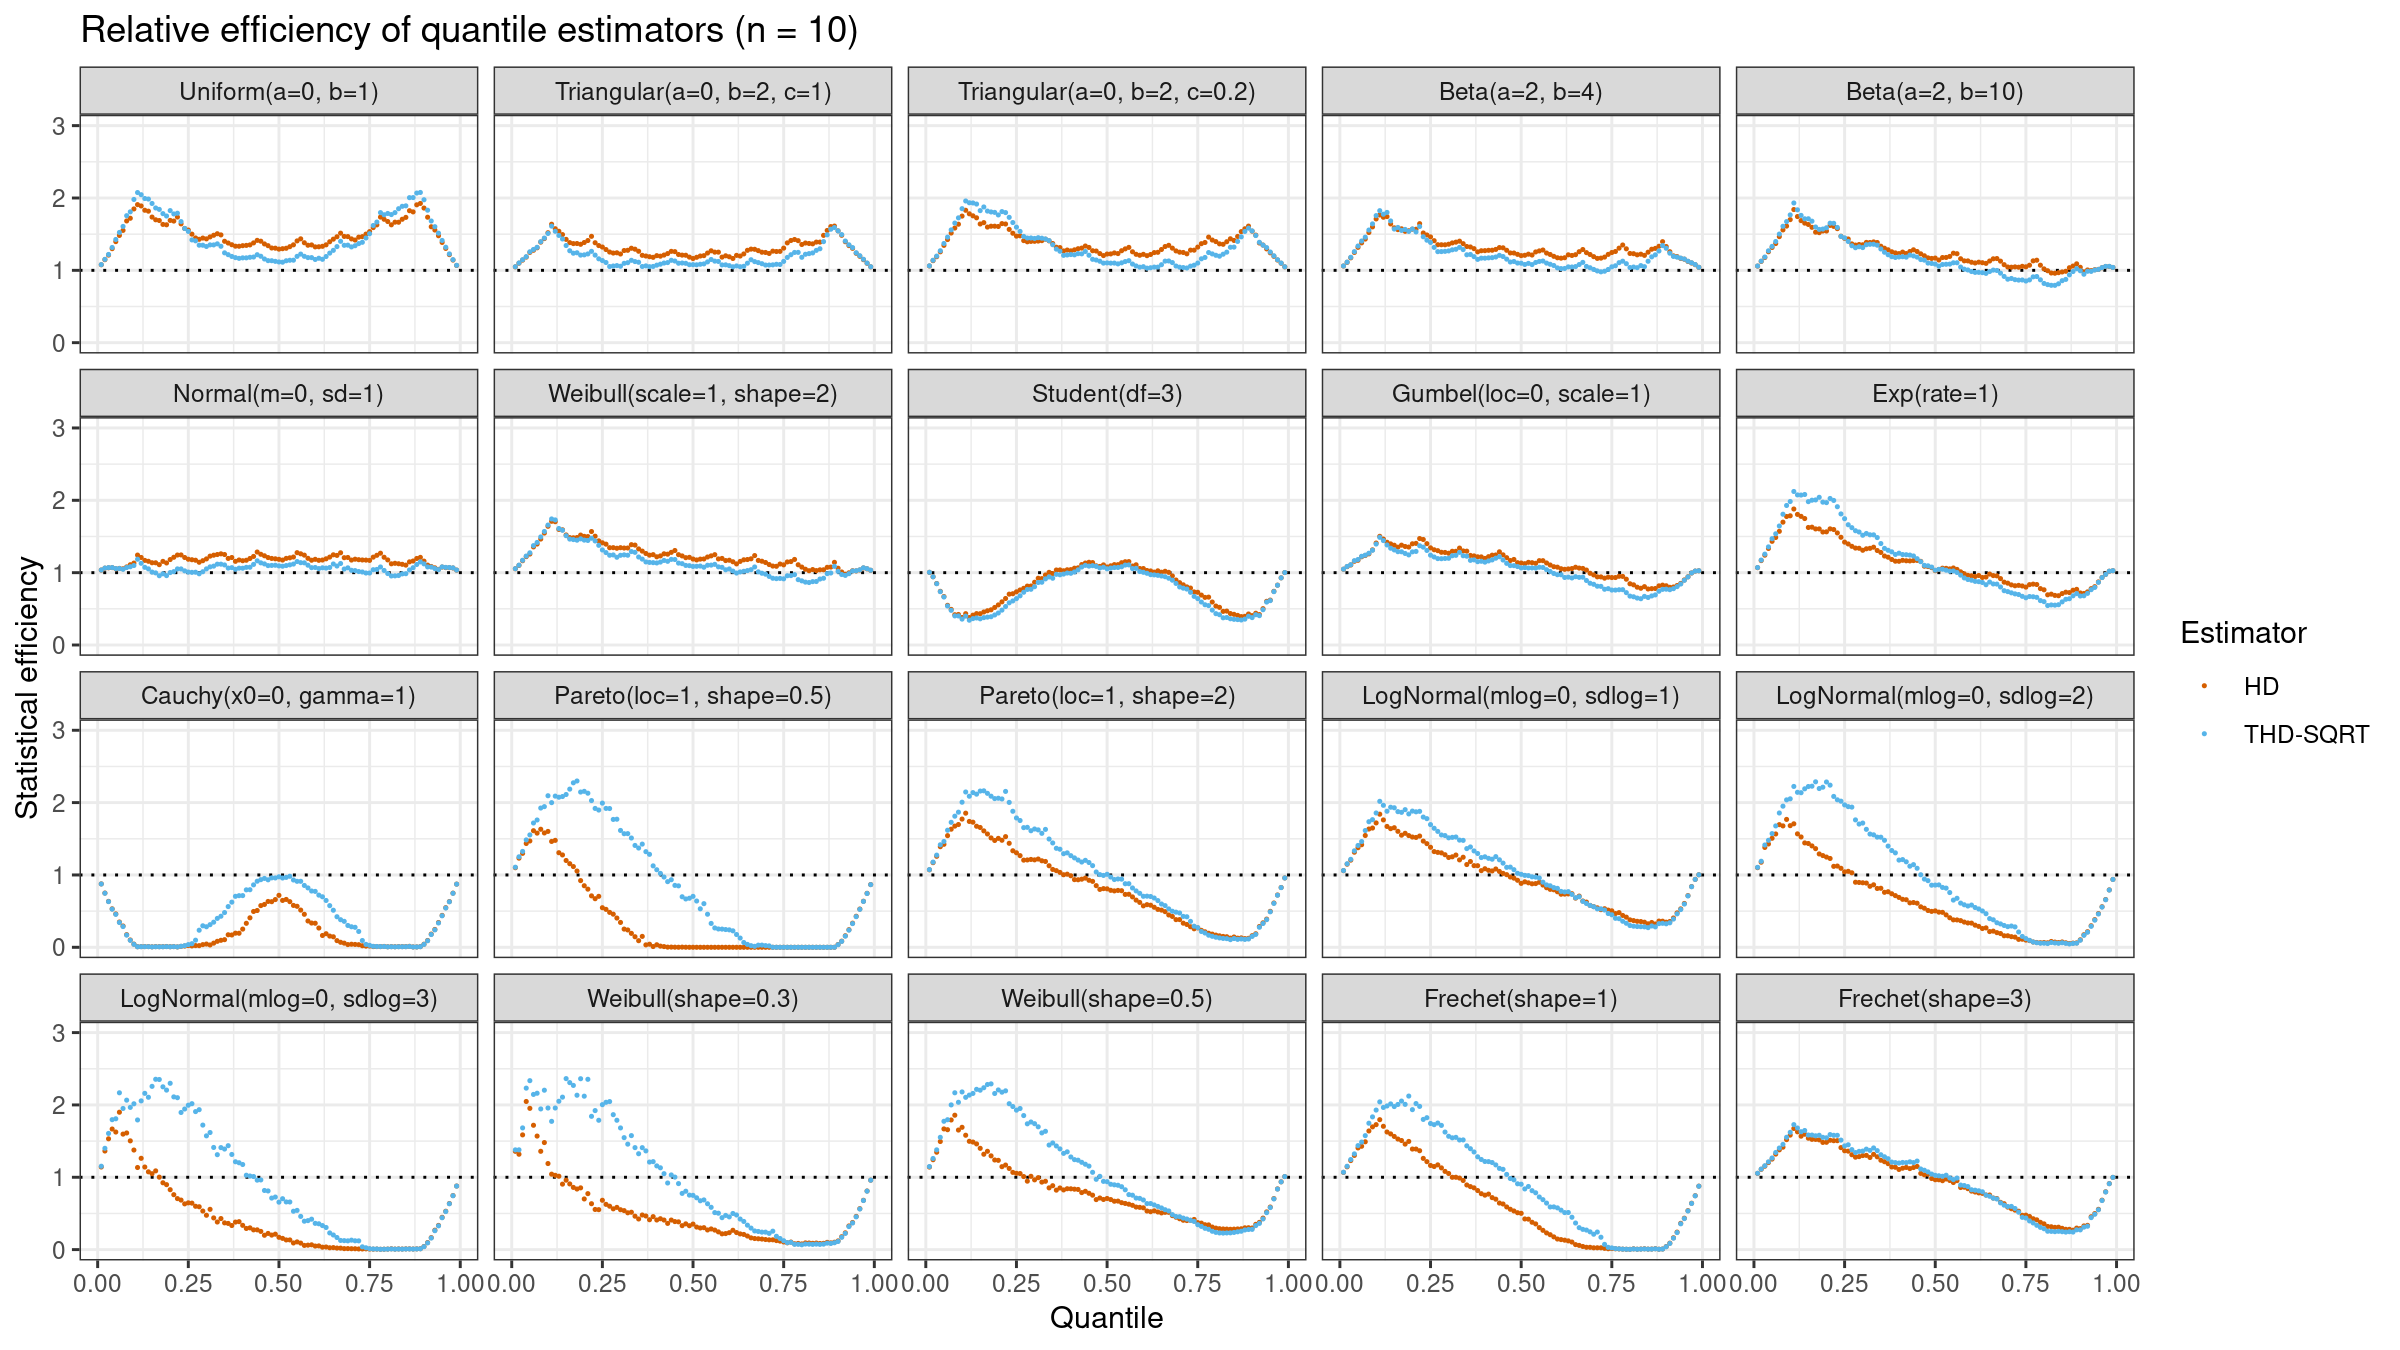 Relative efficiency of quantile estimators (n = 10)
Uniform(a=0, b=1) Triangular(a=0, b=2, c=1) Triangular(a=0, b=2, c=0.2) Beta(a=2, b=4) Beta(a=2, b=10)
3
2
1
0
Normal(m=0, sd=1) Weibull(scale=1, shape=2) Student(df=3) Gumbel(loc=0, scale=1) Exp(rate=1)
3
2
1
0
Cauchy(x0=0, gamma=1) Pareto(loc=1, shape=0.5) Pareto(loc=1, shape=2) LogNormal(mlog=0, sdlog=1) LogNormal(mlog=0, sdlog=2)
3
2
1
0
LogNormal(mlog=0, sdlog=3) Weibull(shape=0.3) Weibull(shape=0.5) Frechet(shape=1) Frechet(shape=3)
3
2
1
0
0.00 0.25 0.50 0.75 1.00 0.00 0.25 0.50 0.75 1.00 0.00 0.25 0.50 0.75 1.00 0.00 0.25 0.50 0.75 1.00 0.00 0.25 0.50 0.75 1.00
Quantile
Statistical efficiency
Estimator
HD
THD-SQRT